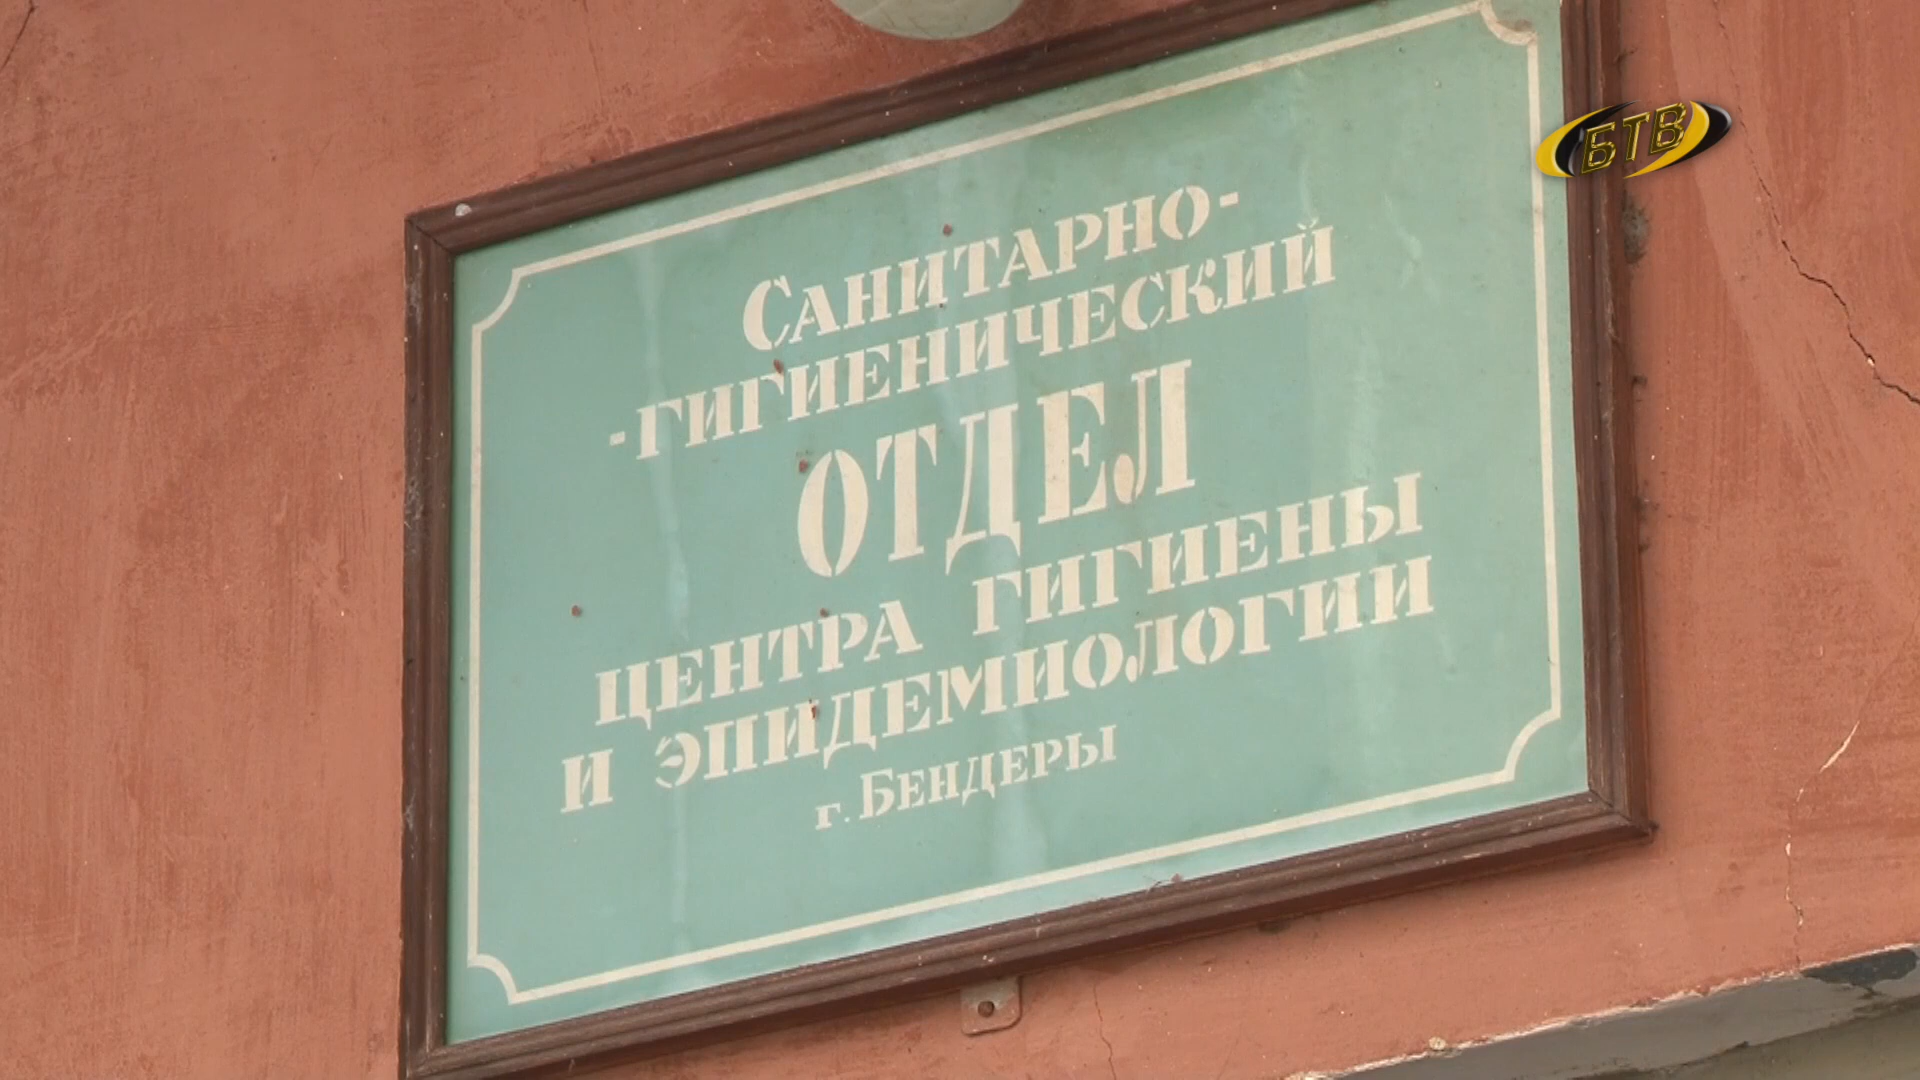 БТВ
Санитарно-
-гигиенический
ОТДЕЛ
ЦЕНТРА ГИГИЕНЫ
И ЭПИДЕМИОЛОГИИ
г. Бендеры